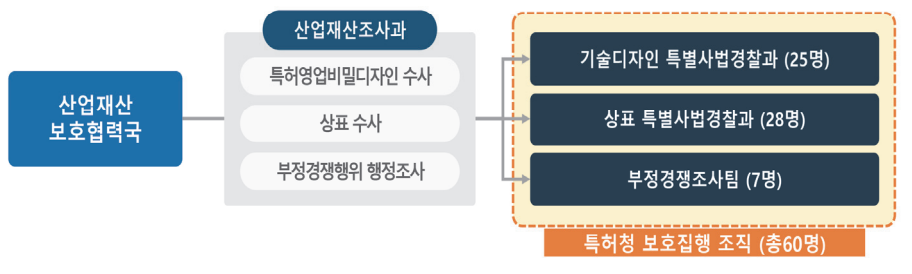 산업재산
보호협력국
산업재산조사과
특허영업비밀디자인 수사
상표 수사
부정경쟁행위 행정조사
기술디자인 특별사법경찰과 (25명)
상표 특별사법경찰과 (28명)
부정경쟁조사팀 (7명)
특허청 보호집행 조직 (총60명)